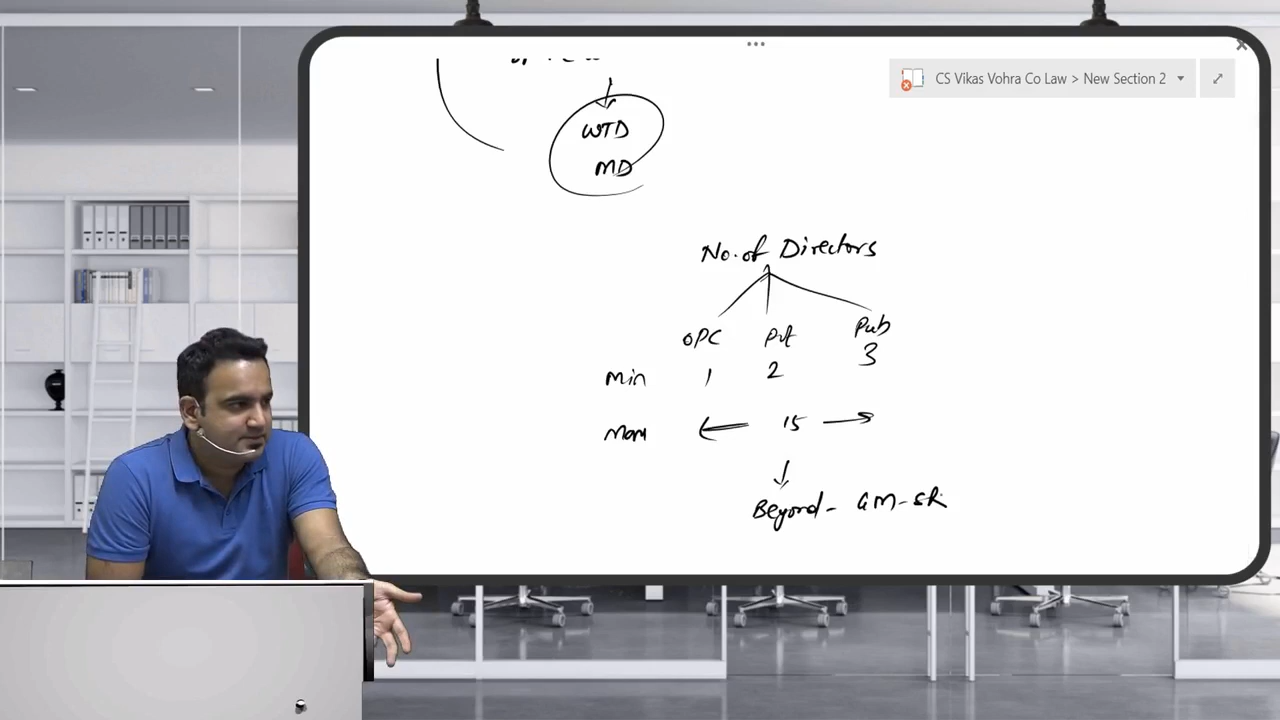 CS Vikas Vohra Co Law > New Section 2
WTD
MD
No. of Directors
OPC Pvt Pub
Min 1 2 3
Max 15
Beyond - GM - SR